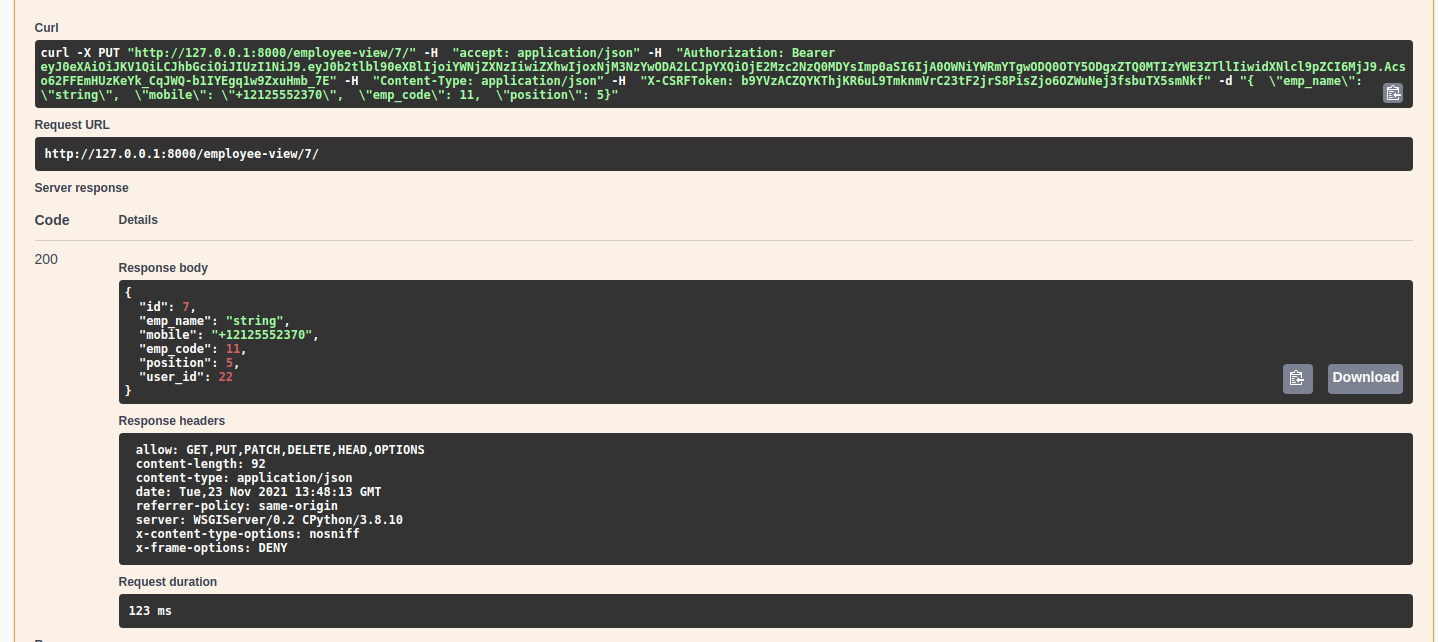 Curl
curl -X PUT "http://127.0.0.1:8000/employee-view/7/" -H  "accept: application/json" -H  "Authorization: Bearer
eyJ0eXAiOiJKV1QiLCJhbGciOiJIUzI1NiJ9.eyJ0b2tlbl90eXBlIjoiYWNjZXNzIiwiZXhwIjoxNjM3NzYwODA2LCJpYXQiOjE2Mzc2NzQ0MDYsImp0aSI6IjA0OWNiYWRmYTgwODQ0OTY5ODgxZTQ0MTIzYWE3ZTllIiwidXNlcl9pZCI6MjJ9.Acs
o62FFEmHUzKeYk_CqJWQ-b1IYEgq1w9ZxuHmb_7E" -H  "Content-Type: application/json" -H  "X-CSRFToken: b9YVzACZQYKThjKR6uL9TmknmVrC23tF2jrS8PisZjo6OZWuNej3fsbuTX5smNkf" -d "{  \"emp_name\":
\"string\",  \"mobile\": \"+12125552370\",  \"emp_code\": 11,  \"position\": 5}"
Request URL
http://127.0.0.1:8000/employee-view/7/
Server response
Code Details
200
Response body
{
"id": 7,
"emp_name": "string",
"mobile": "+12125552370",
"emp_code": 11,
"position": 5,
"user_id": 22
}
Download
Response headers
allow: GET,PUT,PATCH,DELETE,HEAD,OPTIONS
content-length: 92
content-type: application/json
date: Tue,23 Nov 2021 13:48:13 GMT
referrer-policy: same-origin
server: WSGIServer/0.2 CPython/3.8.10
x-content-type-options: nosniff
x-frame-options: DENY
Request duration
123 ms